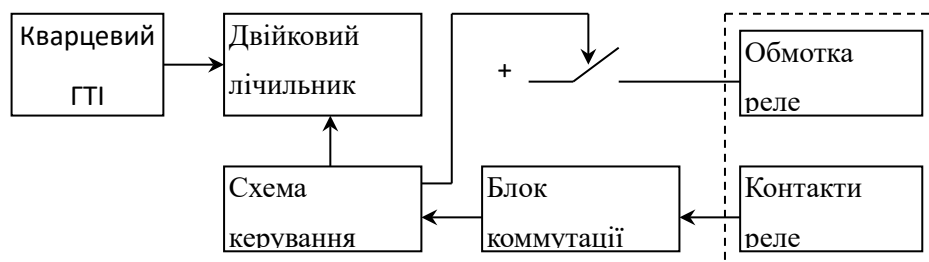 Кварцевий
ГТІ
Двійковий
лічильник
+
Обмотка
реле
Схема
керування
Блок
коммутації
Контакти
реле